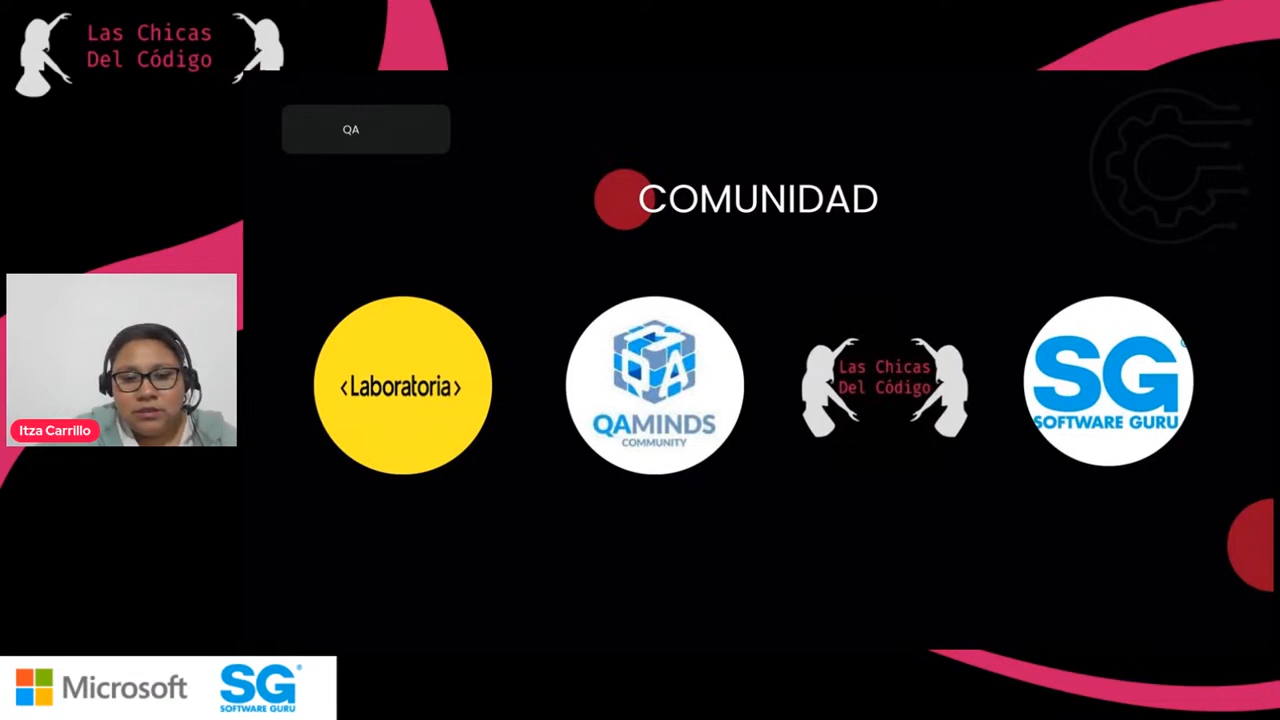 Las Chicas
Del Código
QA
COMUNIDAD
Itza Carrillo
<Laboratoria>
QA
QAMINDS
COMMUNITY
Las Chicas
Del Código
SG
SOFTWARE GURU
Microsoft
SG
SOFTWARE GURU